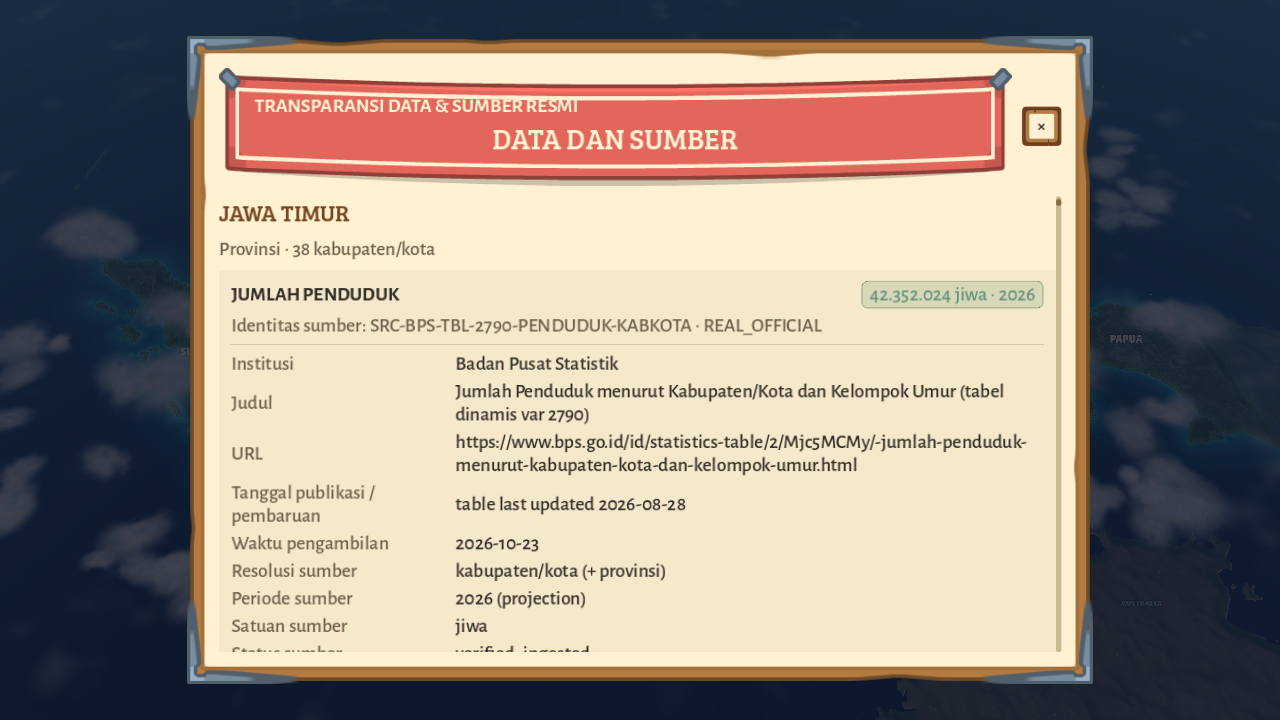 TRANSPARANSI DATA & SUMBER RESMI
DATA DAN SUMBER
×
JAWA TIMUR
Provinsi · 38 kabupaten/kota
JUMLAH PENDUDUK
42.352.024 jiwa · 2026
Identitas sumber: SRC-BPS-TBL-2790-PENDUDUK-KABKOTA · REAL_OFFICIAL
Institusi
Badan Pusat Statistik
Judul
Jumlah Penduduk menurut Kabupaten/Kota dan Kelompok Umur (tabel
dinamis var 2790)
URL
https://www.bps.go.id/id/statistics-table/2/Mjc5MCMy/-jumlah-penduduk-
menurut-kabupaten-kota-dan-kelompok-umur.html
Tanggal publikasi /
pembaruan
table last updated 2026-08-28
Waktu pengambilan
2026-10-23
Resolusi sumber
kabupaten/kota (+ provinsi)
Periode sumber
2026 (projection)
Satuan sumber
jiwa
Status sumber
verified_ingested
PAPUA
AUSTRALIA